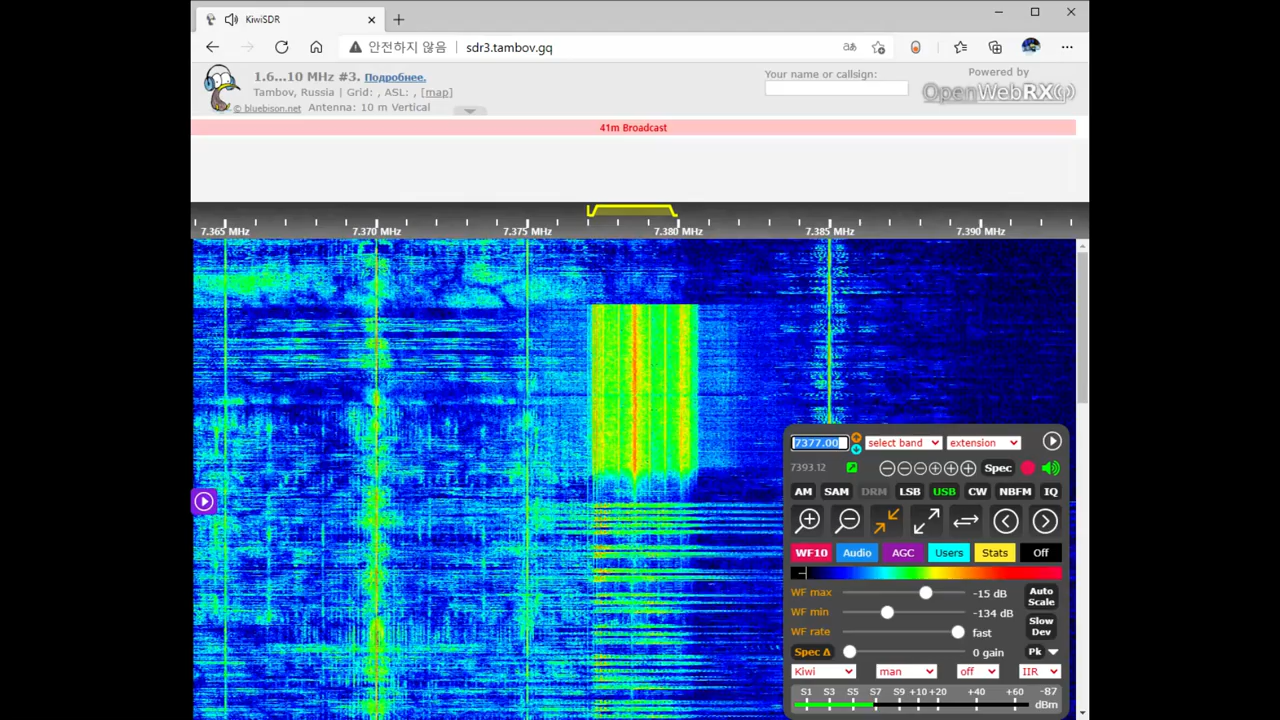 KiwiSDR
안전하지 않음 sdr3.tambov.gq
1.6...10 MHz #3. Подробнее.
Tambov, Russia | Grid: , ASL: , [map]
© bluebison.net Antenna: 10 m Vertical
Your name or callsign:
Powered by
OpenWebRX
41m Broadcast
7.365 MHz 7.370 MHz 7.375 MHz 7.380 MHz 7.385 MHz 7.390 MHz
7377.00 select band extension
7393.12 Spec
AM SAM DRM LSB USB CW NBFM IQ
WF10 Audio AGC Users Stats Off
WF max -15 dB Auto Scale
WF min -134 dB
WF rate fast Slow Dev
Spec Δ 0 gain Pk
Kiwi man off IIR
S1 S3 S5 S7 S9 +10 +20 +40 +60 -87
dBm